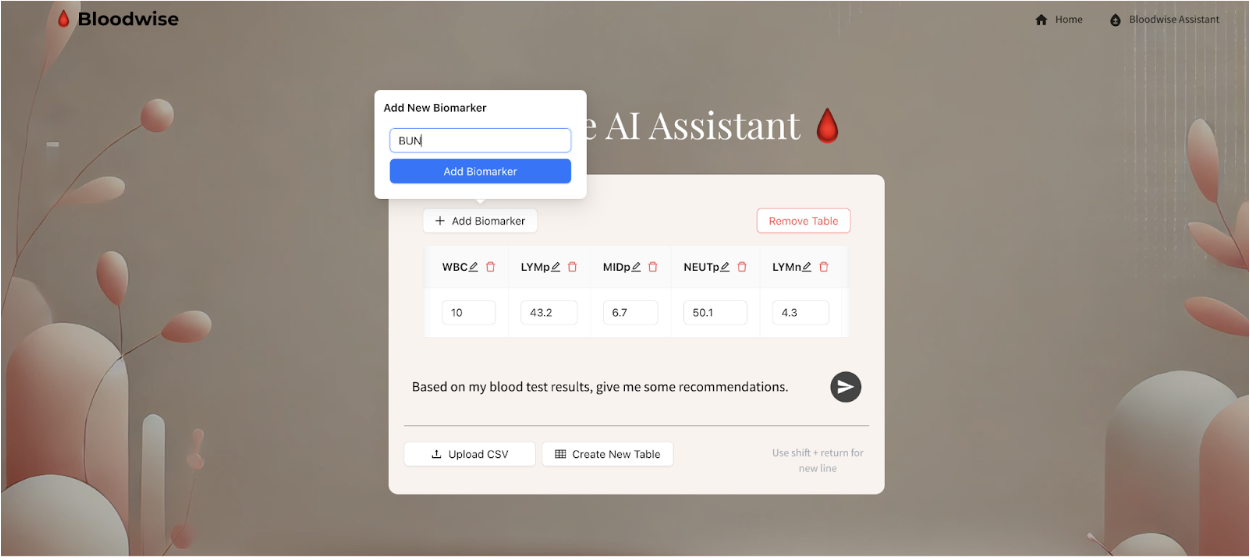 Bloodwise
Home
Bloodwise Assistant
Add New Biomarker
BUN
Add Biomarker
e AI Assistant
Add Biomarker
Remove Table
WBC LYMp MIDp NEUTp LYMn
10 43.2 6.7 50.1 4.3
Based on my blood test results, give me some recommendations.
Upload CSV
Create New Table
Use shift + return for
new line